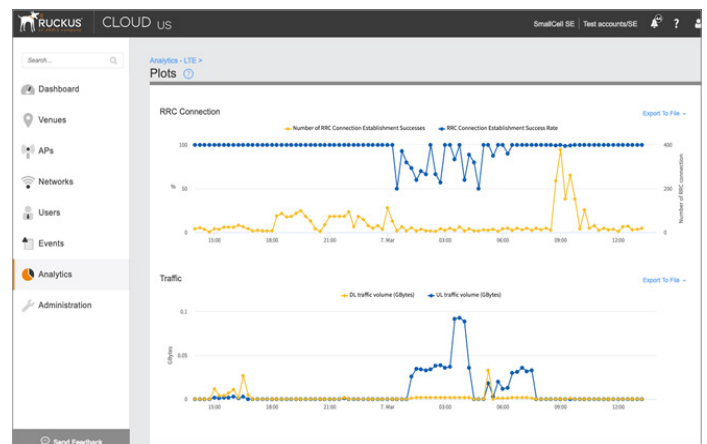 RUCKUS
CLOUD US
SmallCell SE | Test accounts/SE
?
Search...
Dashboard
Venues
APs
Networks
Users
Events
Analytics
Administration
Send Feedback
Analytics - LTE >
Plots ?
RRC Connection
Export To File
Number of RRC Connection Establishment Successes
RRC Connection Establishment Success Rate
100
50
0
%
400
200
0
Number of RRC connection
15:00 18:00 21:00 7. Mar 03:00 06:00 09:00 12:00
Traffic
Export To File
DL traffic volume (GBytes)
UL traffic volume (GBytes)
0.1
0.05
0
GBytes
15:00 18:00 21:00 7. Mar 03:00 06:00 09:00 12:00